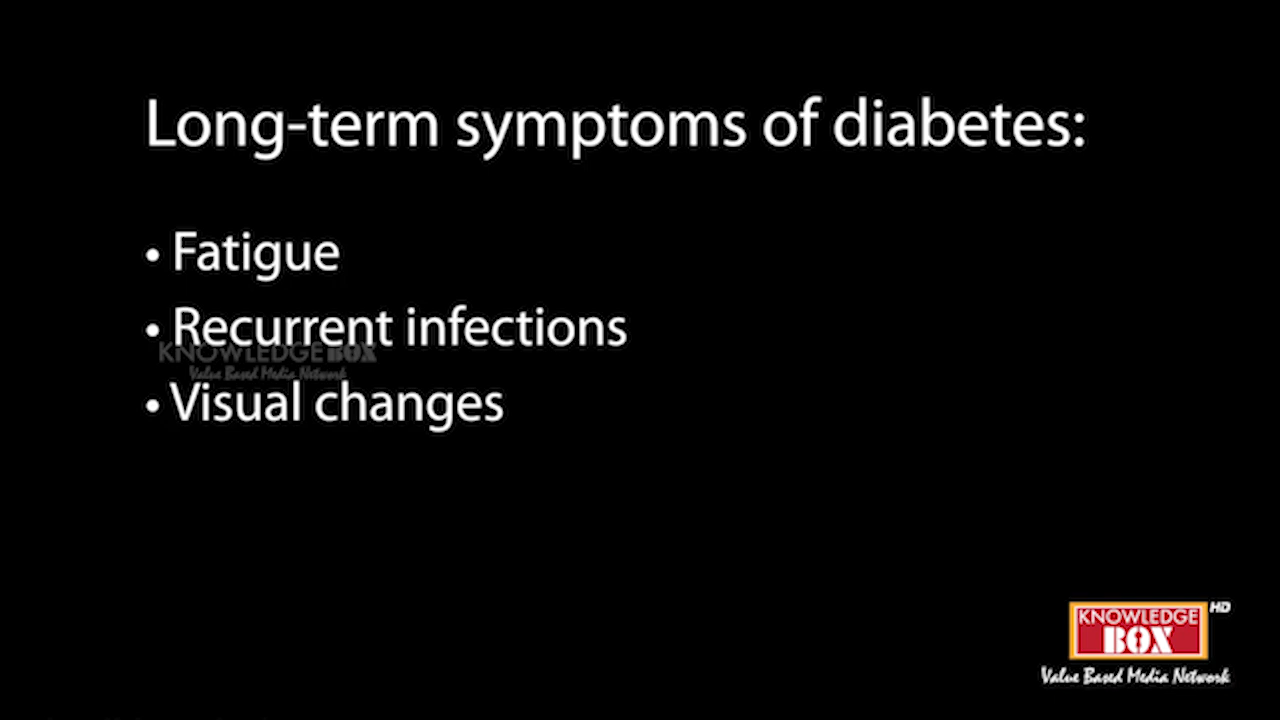 Long-term symptoms of diabetes:
• Fatigue
• Recurrent infections
KNOWLEDGE BOX
Value Based Media Network
• Visual changes
KNOWLEDGE HD
BOX
Value Based Media Network